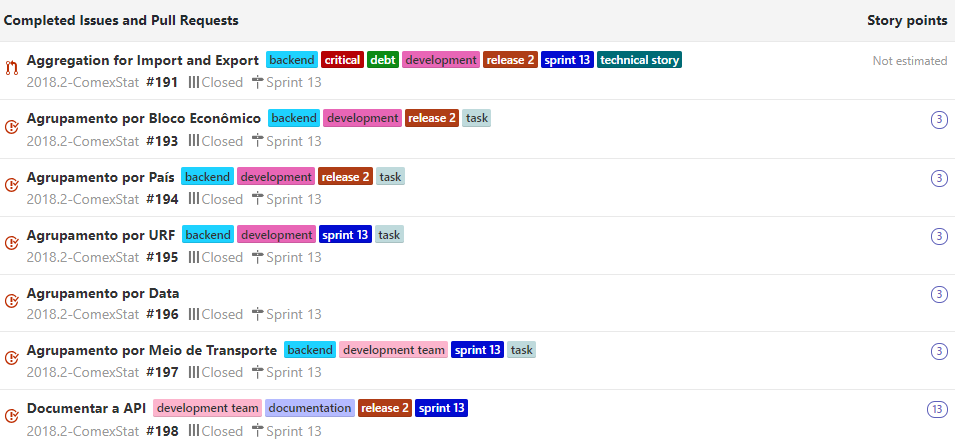 Completed Issues and Pull Requests Story points
Aggregation for Import and Export backend critical debt development release 2 sprint 13 technical story
2018.2-ComexStat #191 Closed Sprint 13 Not estimated
Agrupamento por Bloco Econômico backend development release 2 task
2018.2-ComexStat #193 Closed Sprint 13 3
Agrupamento por País backend development release 2 task
2018.2-ComexStat #194 Closed Sprint 13 3
Agrupamento por URF backend development sprint 13 task
2018.2-ComexStat #195 Closed Sprint 13 3
Agrupamento por Data
2018.2-ComexStat #196 Closed Sprint 13 3
Agrupamento por Meio de Transporte backend development team sprint 13 task
2018.2-ComexStat #197 Closed Sprint 13 3
Documentar a API development team documentation release 2 sprint 13
2018.2-ComexStat #198 Closed Sprint 13 13